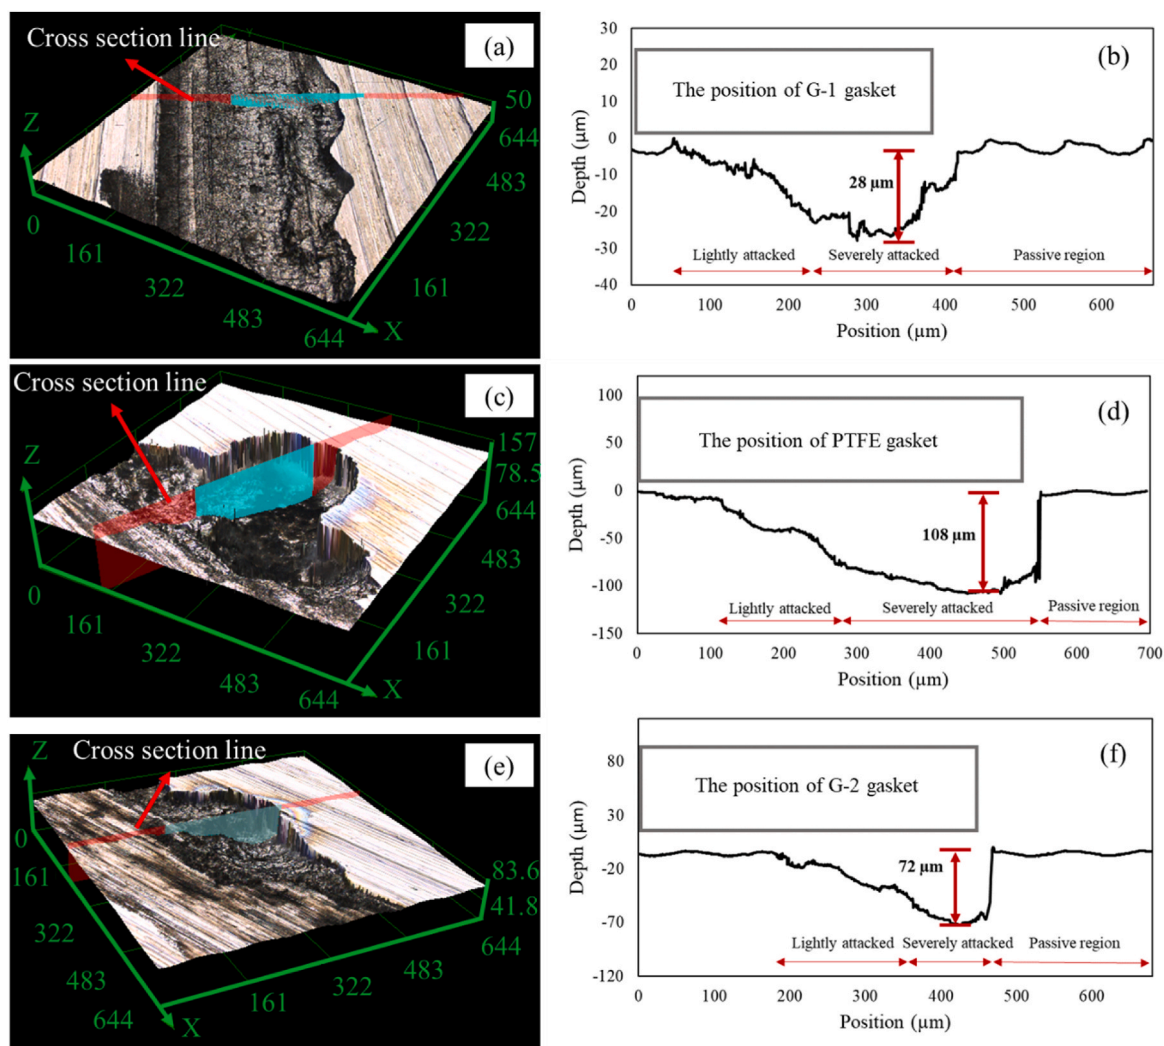 Cross section line
(a)
Z
50
644
483
322
161
0
161
322
483
644
X
(b)
30
20
10
0
-10
-20
-30
-40
Depth (µm)
The position of G-1 gasket
28 µm
Lightly attacked
Severely attacked
Passive region
0 100 200 300 400 500 600
Position (µm)
Cross section line
(c)
Z
157
78.5
644
483
322
161
0
161
322
483
644
X
(d)
100
50
0
-50
-100
-150
Depth (µm)
The position of PTFE gasket
108 µm
Lightly attacked
Severely attacked
Passive region
0 100 200 300 400 500 600 700
Position (µm)
Cross section line
(e)
Z
0
161
322
483
644
X
161
322
483
644
41.8
83.6
(f)
80
30
-20
-70
-120
Depth (µm)
The position of G-2 gasket
72 µm
Lightly attacked
Severely attacked
Passive region
0 100 200 300 400 500 600
Position (µm)